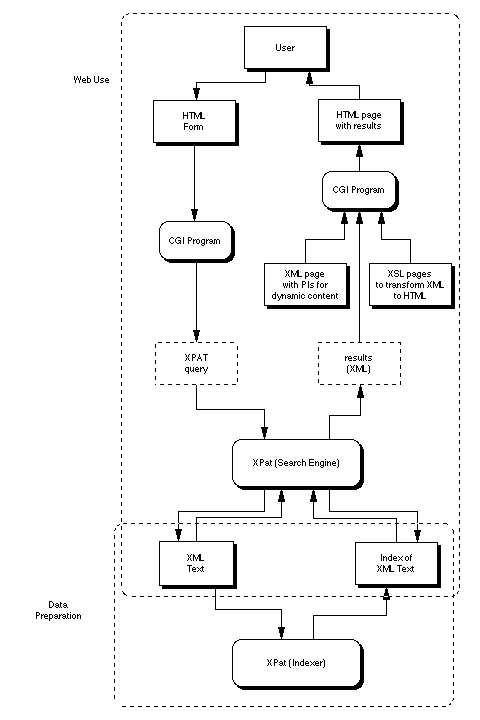 User
Web Use
HTML
Form
HTML page
with results
CGI Program
CGI Program
XML page
with PIs for
dynamic content
XSL pages
to transform XML
to HTML
XPAT
query
results
(XML)
XPat (Search Engine)
XML
Text
Index of
XML Text
Data
Preparation
XPat (Indexer)